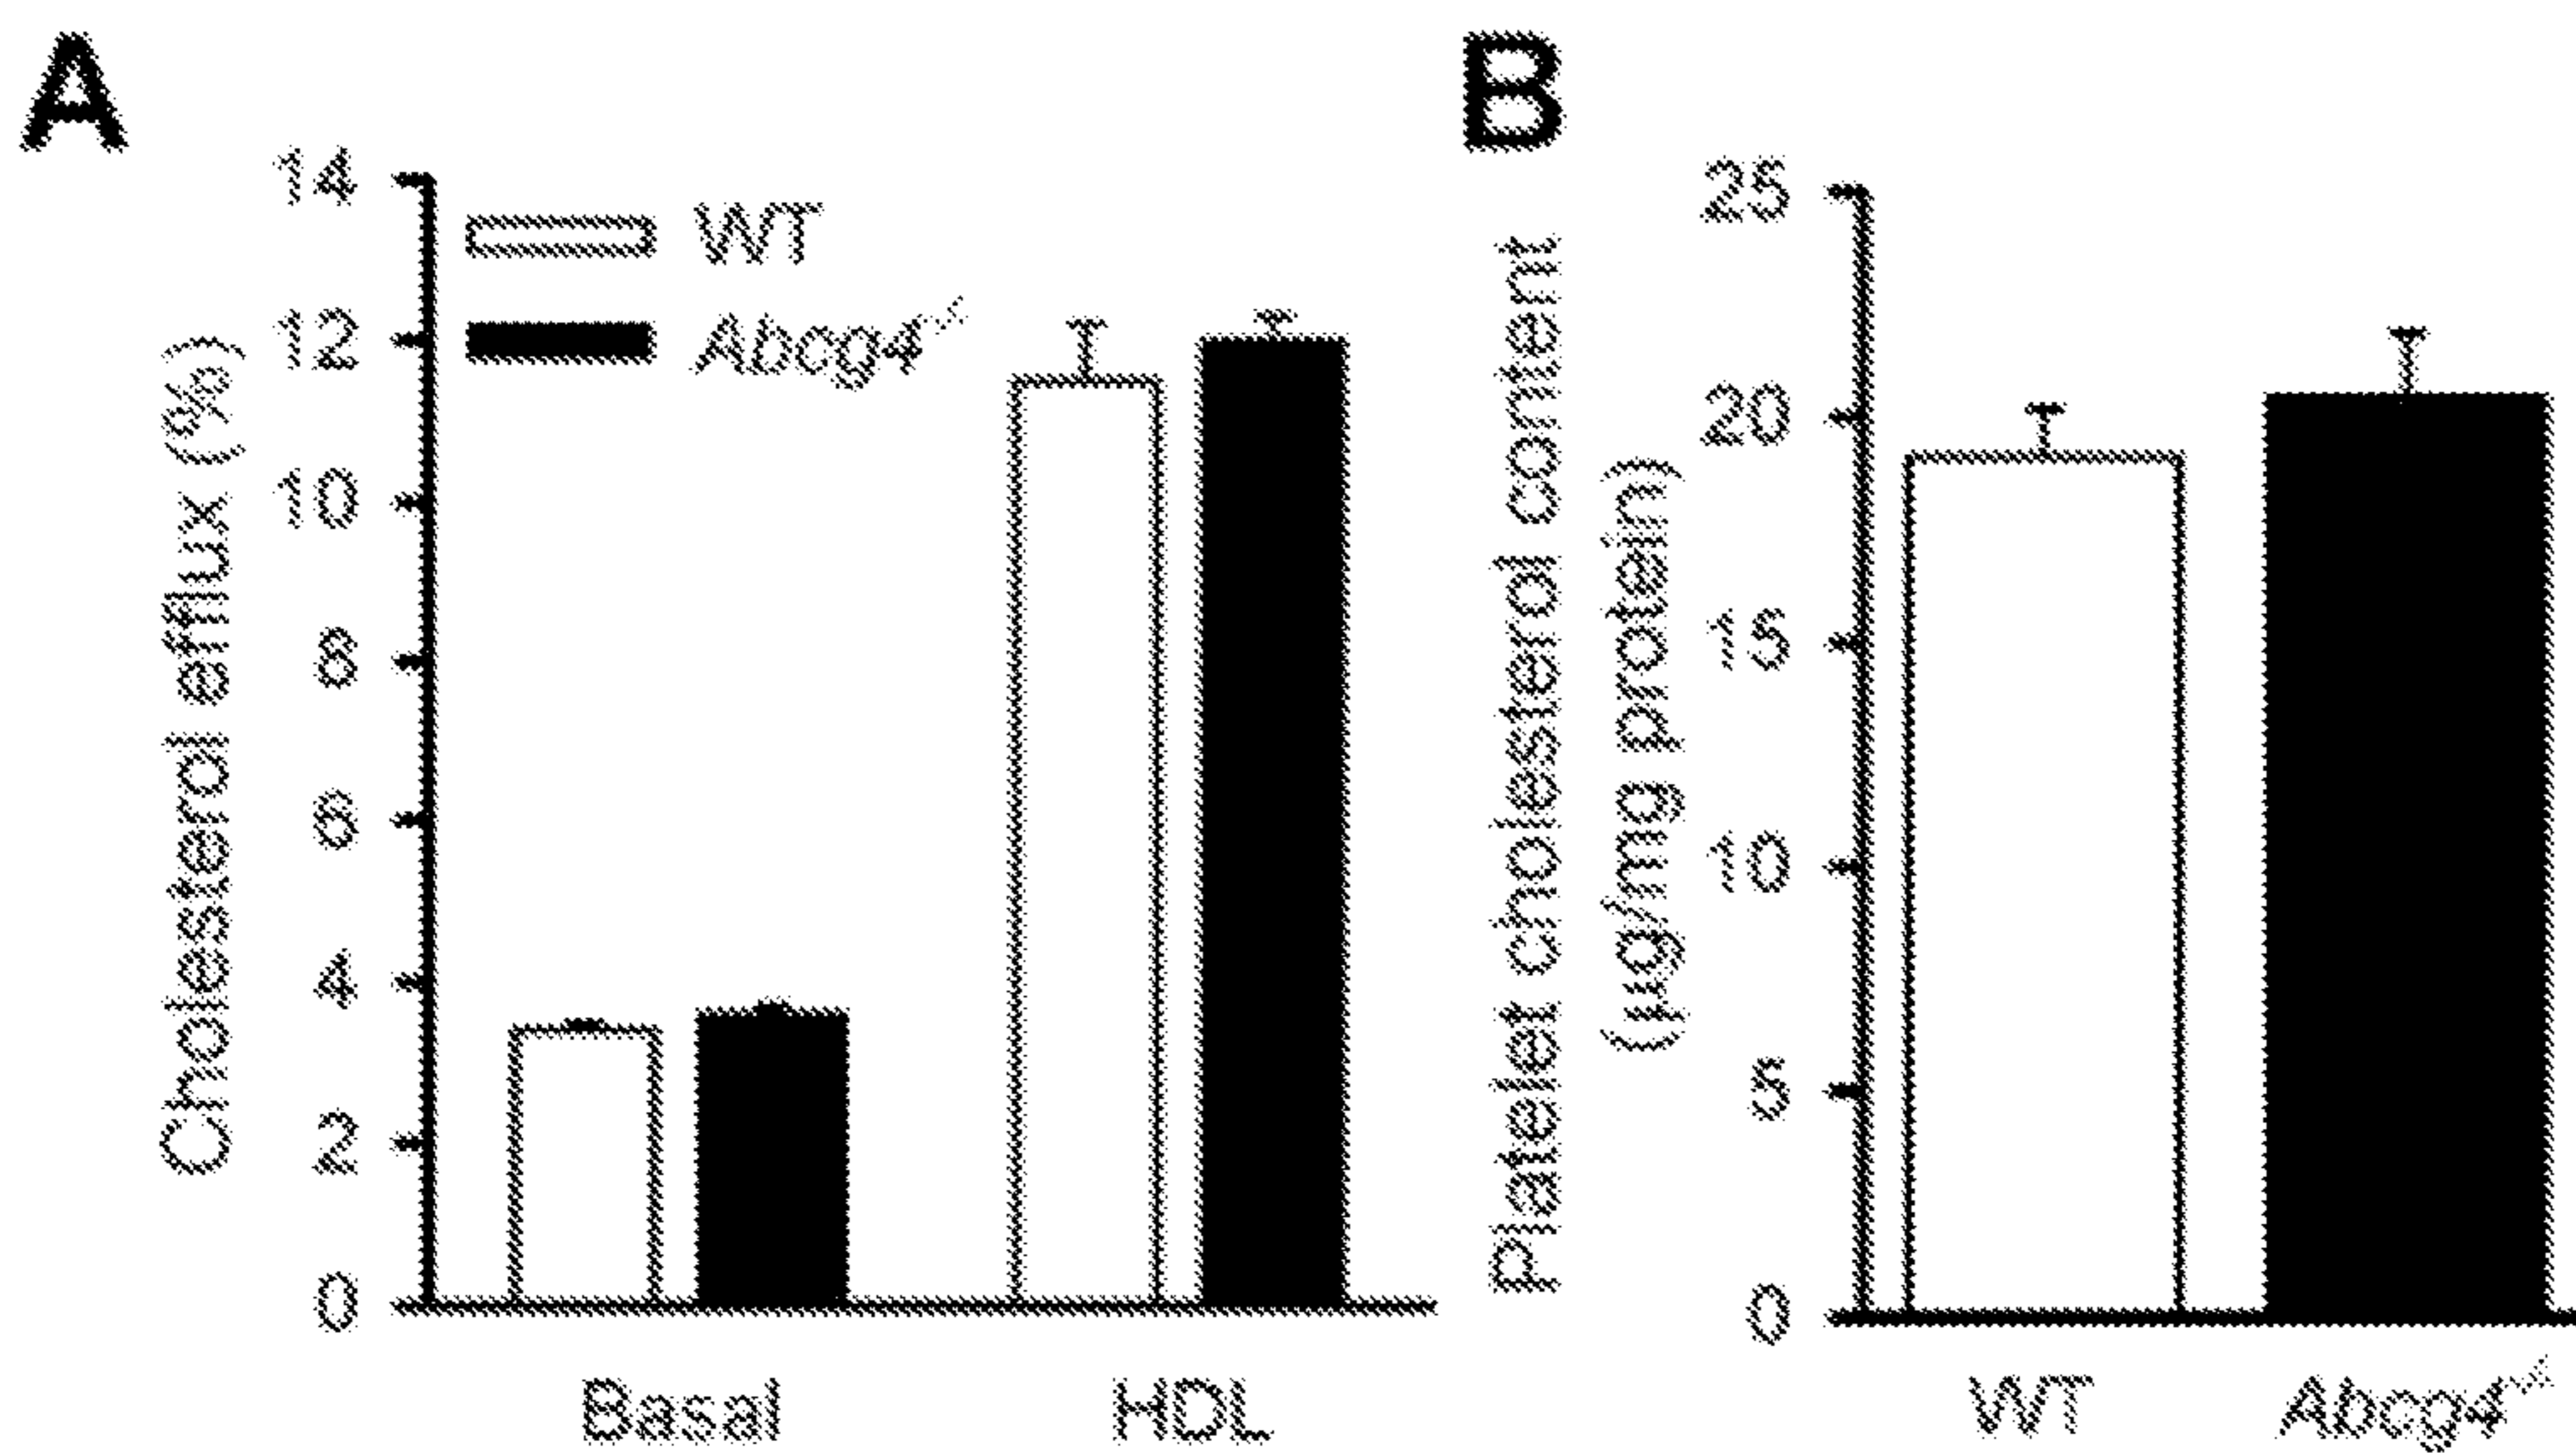 A
14
12
10
8
6
4
2
0
Cholesterol efflux (%)
WT
Abcg4-/-
Basal
HDL
B
25
20
15
10
5
0
Platelet cholesterol content
(µg/mg protein)
WT
Abcg4-/-